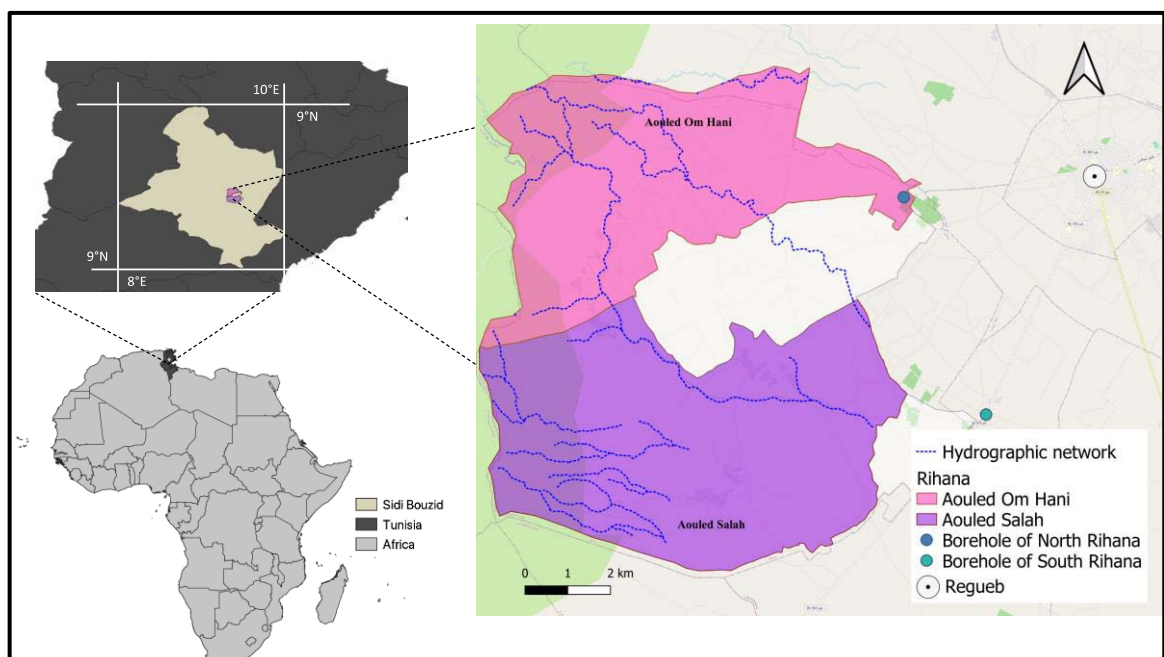 10°E
9°N
9°N
8°E
Sidi Bouzid
Tunisia
Africa
Aouled Om Hani
Aouled Salah
0 1 2 km
Hydrographic network
Rihana
Aouled Om Hani
Aouled Salah
Borehole of North Rihana
Borehole of South Rihana
Regueb